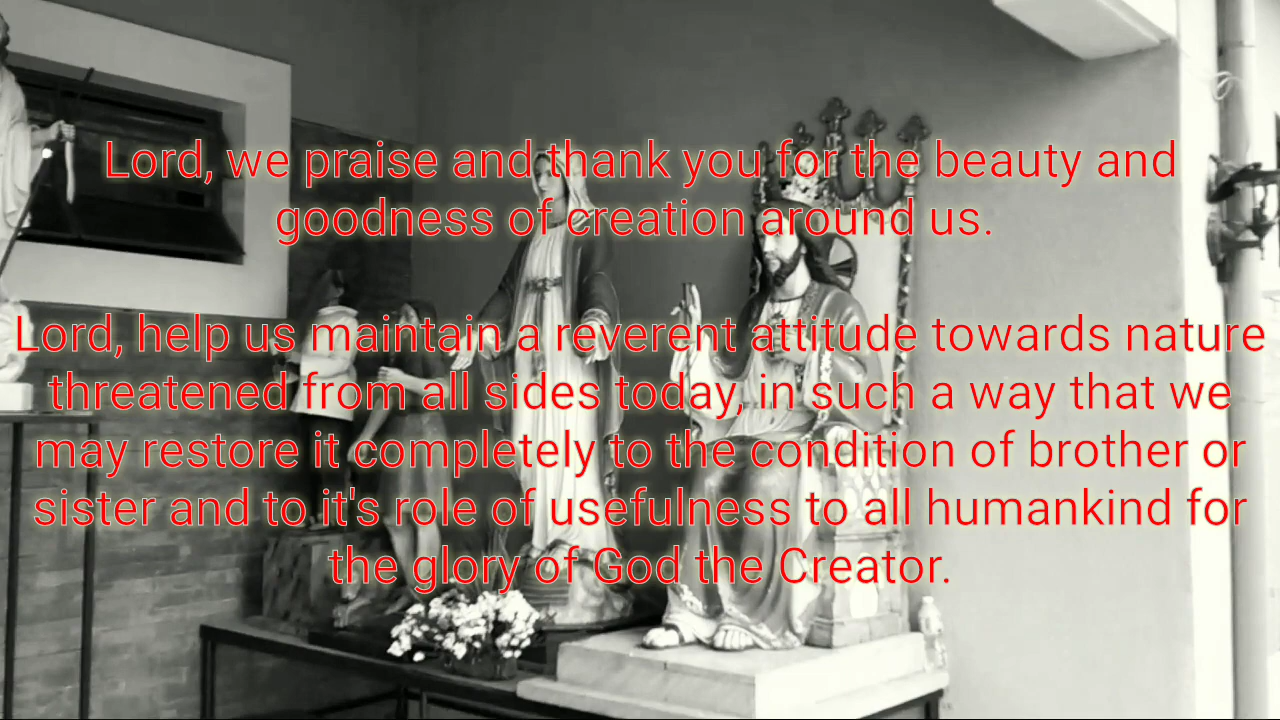 Lord, we praise and thank you for the beauty and
goodness of creation around us.
Lord, help us maintain a reverent attitude towards nature
threatened from all sides today, in such a way that we
may restore it completely to the condition of brother or
sister and to it's role of usefulness to all humankind for
the glory of God the Creator.